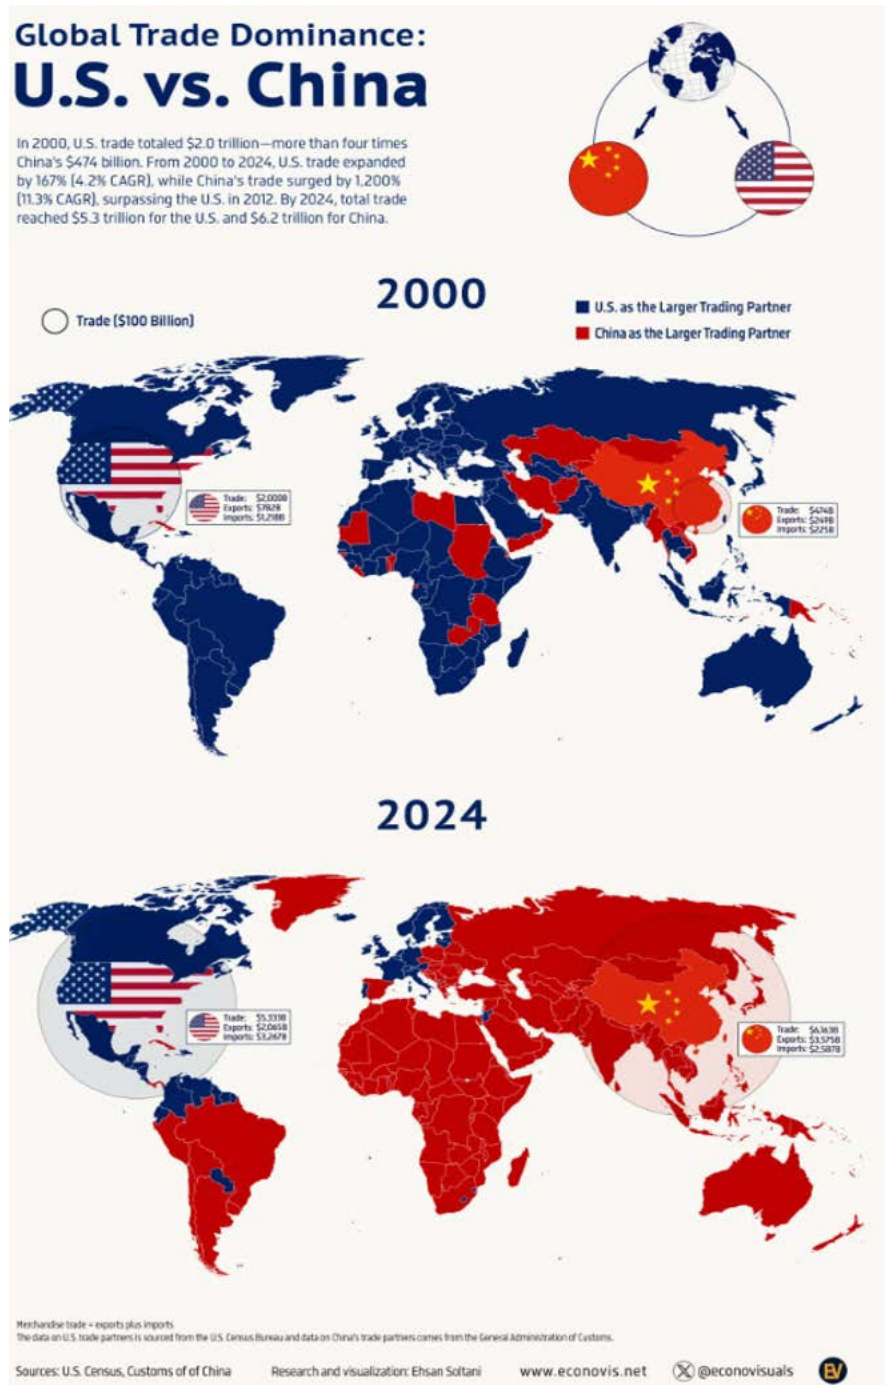 Global Trade Dominance:
U.S. vs. China
In 2000, U.S. trade totaled $2.0 trillion—more than four times
China's $474 billion. From 2000 to 2024, U.S. trade expanded
by 167% (4.2% CAGR), while China's trade surged by 1,200%
(11.3% CAGR), surpassing the U.S. in 2012. By 2024, total trade
reached $5.3 trillion for the U.S. and $6.2 trillion for China.
2000
Trade ($100 Billion)
U.S. as the Larger Trading Partner
China as the Larger Trading Partner
Trade: $2,000B
Exports: $782B
Imports: $1,218B
Trade: $474B
Exports: $249B
Imports: $225B
2024
Trade: $5,333B
Exports: $2,065B
Imports: $3,267B
Trade: $6,163B
Exports: $3,575B
Imports: $2,587B
Merchandise trade = exports plus imports
The data on U.S. trade partners is sourced from the U.S. Census Bureau and data on China's trade partners comes from the General Administration of Customs.
Sources: U.S. Census, Customs of of China
Research and visualization: Ehsan Soltani
www.econovis.net
@econovisuals
EV